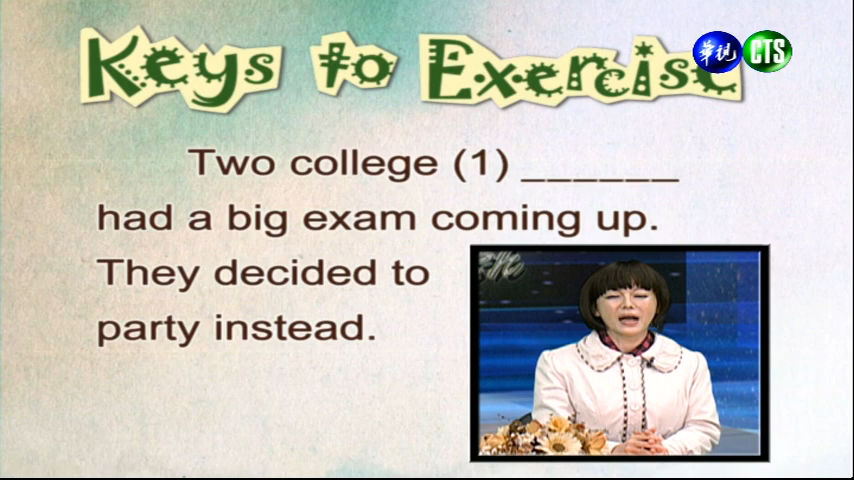 Keys to Exercise
華視 CTS
Two college (1) ______
had a big exam coming up.
They decided to
party instead.